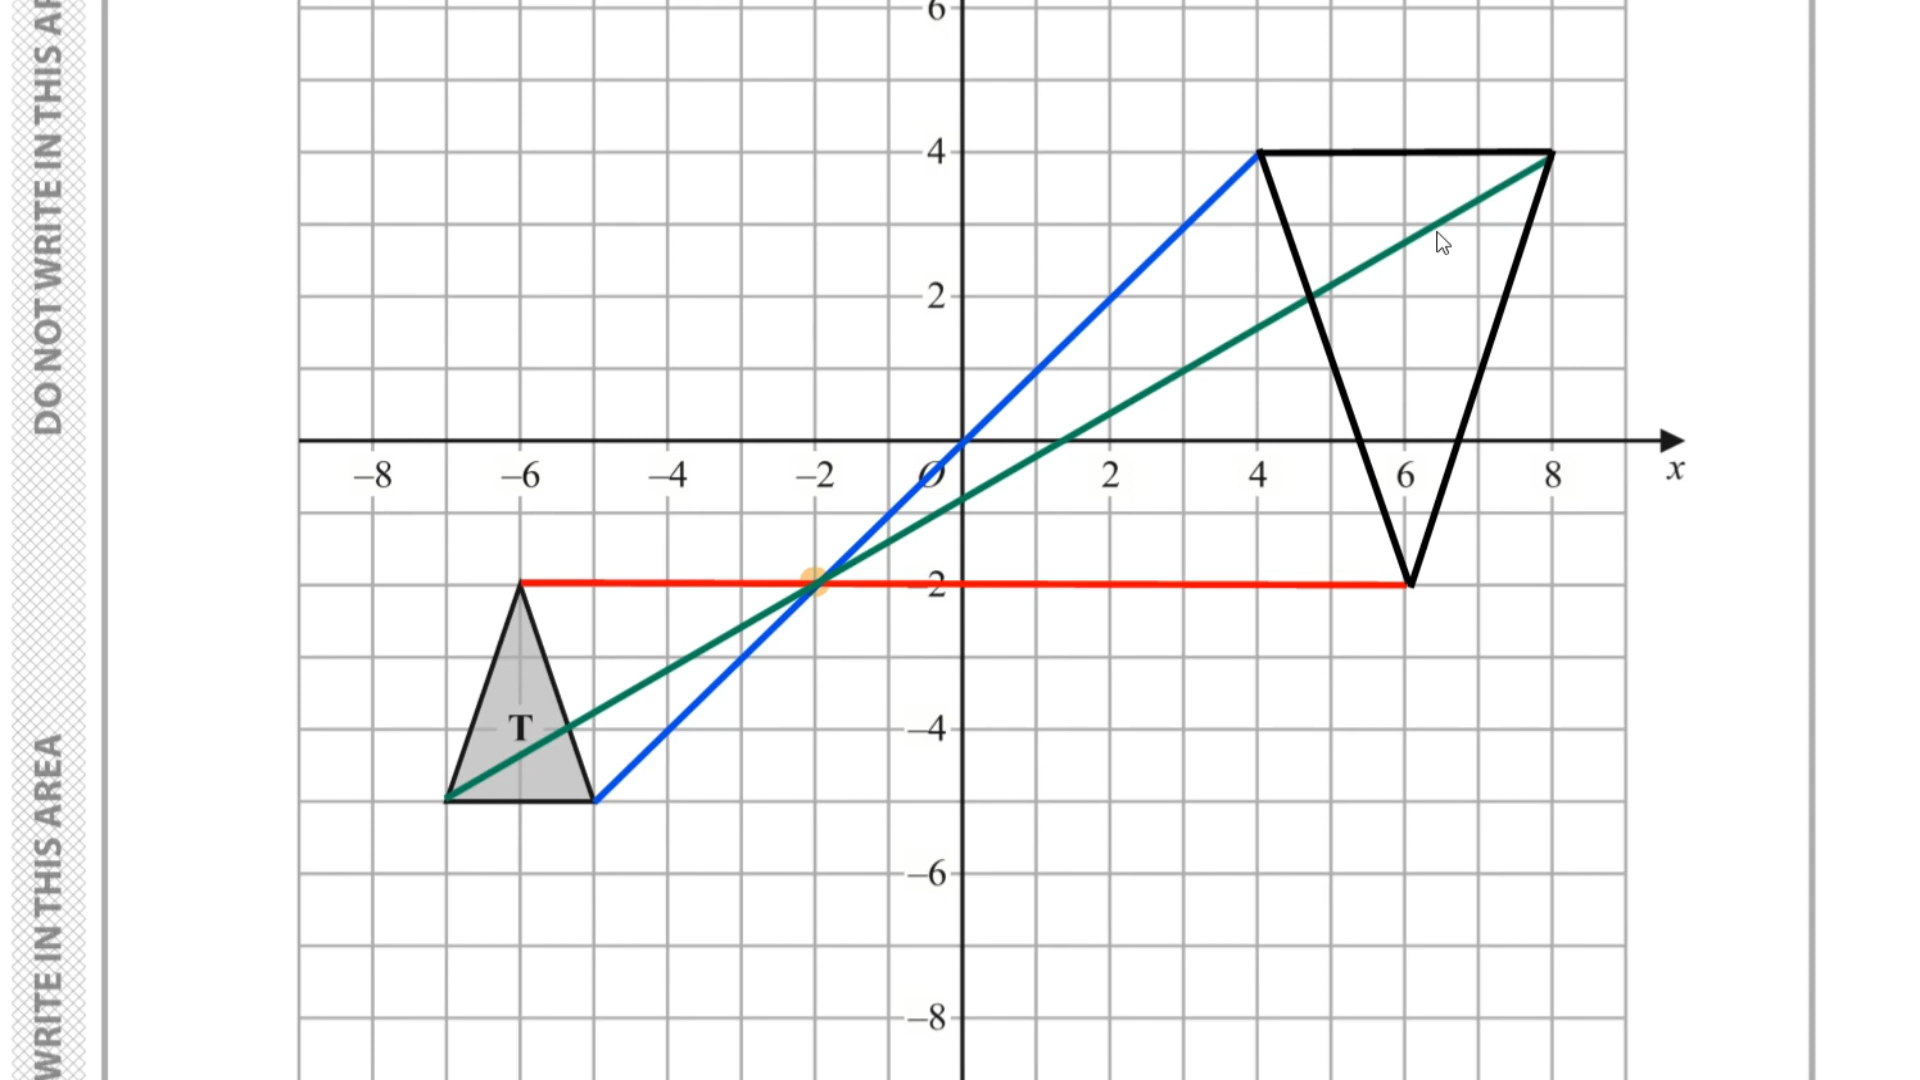 DO NOT WRITE IN THIS AR
WRITE IN THIS AREA
6
4
2
–8 –6 –4 –2 O 2 4 6 8 x
–2
T
–4
–6
–8